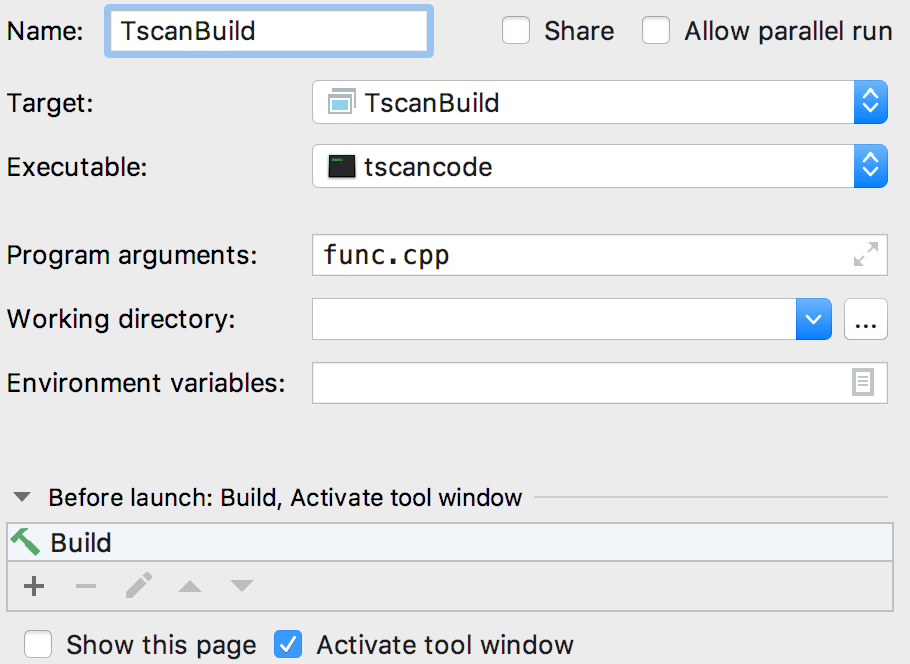 Name: TscanBuild Share Allow parallel run
Target: TscanBuild
Executable: tscancode
Program arguments: func.cpp
Working directory: ...
Environment variables:
Before launch: Build, Activate tool window
Build
Show this page Activate tool window